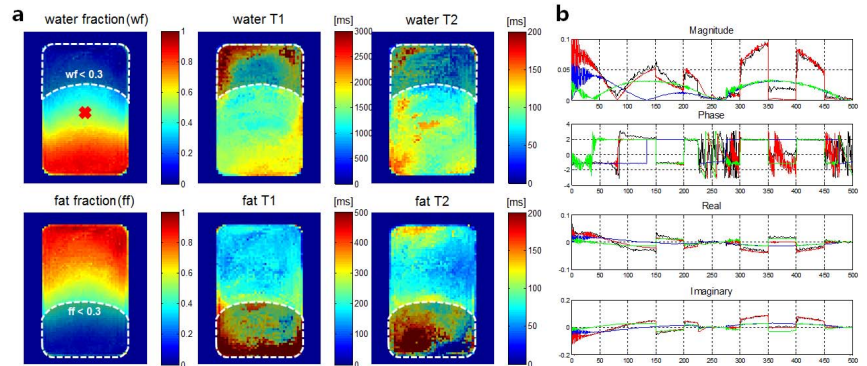 a
b
water fraction (wf)
water T1
water T2
wf < 0.3
1
0.8
0.6
0.4
0.2
0
[ms]
3000
2500
2000
1500
1000
500
0
[ms]
200
150
100
50
0
fat fraction (ff)
fat T1
fat T2
ff < 0.3
1
0.8
0.6
0.4
0.2
0
[ms]
500
400
300
200
100
0
[ms]
200
150
100
50
0
Magnitude
0.1
0.05
0
0 50 100 150 200 250 300 350 400 450 500
Phase
4
2
0
-2
-4
0 50 100 150 200 250 300 350 400 450 500
Real
0.1
0
-0.1
0 50 100 150 200 250 300 350 400 450 500
Imaginary
0.2
0
-0.2
0 50 100 150 200 250 300 350 400 450 500